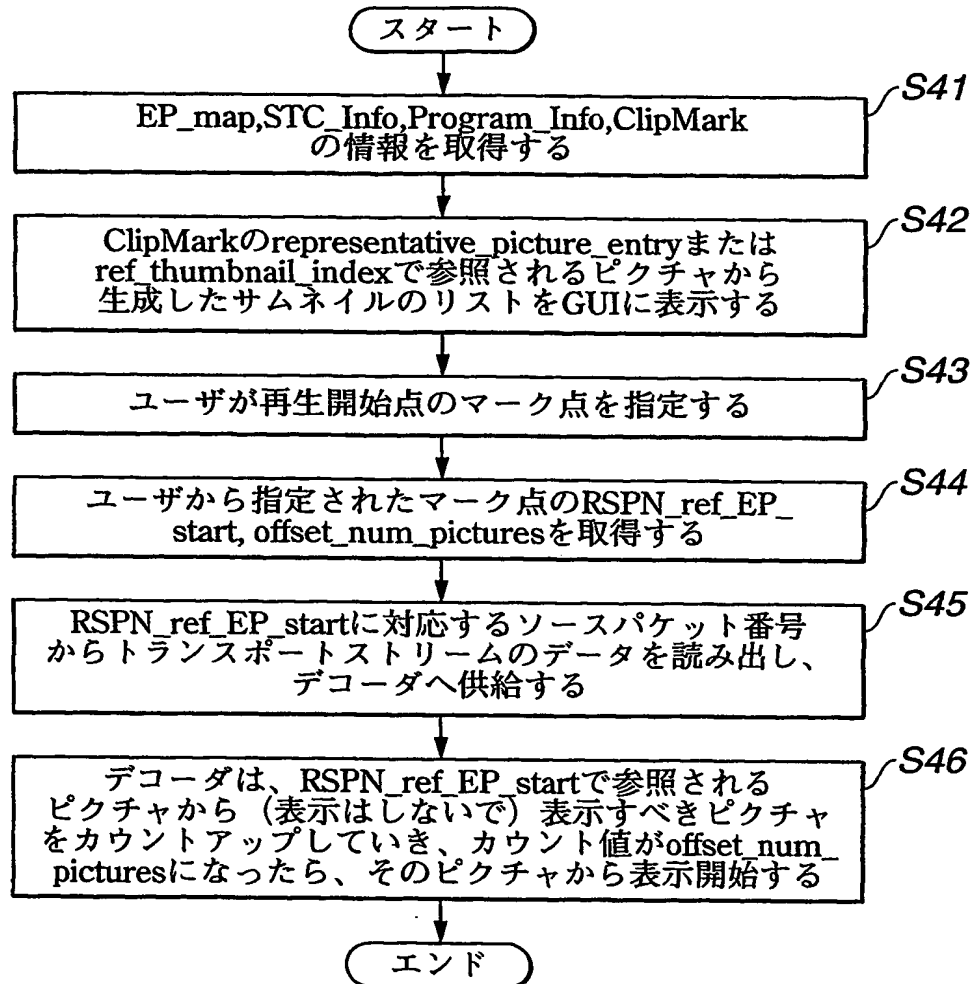 スタート
S41
EP_map,STC_Info,Program_Info,ClipMark
の情報を取得する
S42
ClipMarkのrepresentative_picture_entryまたは
ref_thumbnail_indexで参照されるピクチャから
生成したサムネイルのリストをGUIに表示する
S43
ユーザが再生開始点のマーク点を指定する
S44
ユーザから指定されたマーク点のRSPN_ref_EP_
start, offset_num_picturesを取得する
S45
RSPN_ref_EP_startに対応するソースパケット番号
からトランスポートストリームのデータを読み出し、
デコーダへ供給する
S46
デコーダは、RSPN_ref_EP_startで参照される
ピクチャから（表示はしないで）表示すべきピクチャ
をカウントアップしていき、カウント値がoffset_num_
picturesになったら、そのピクチャから表示開始する
エンド